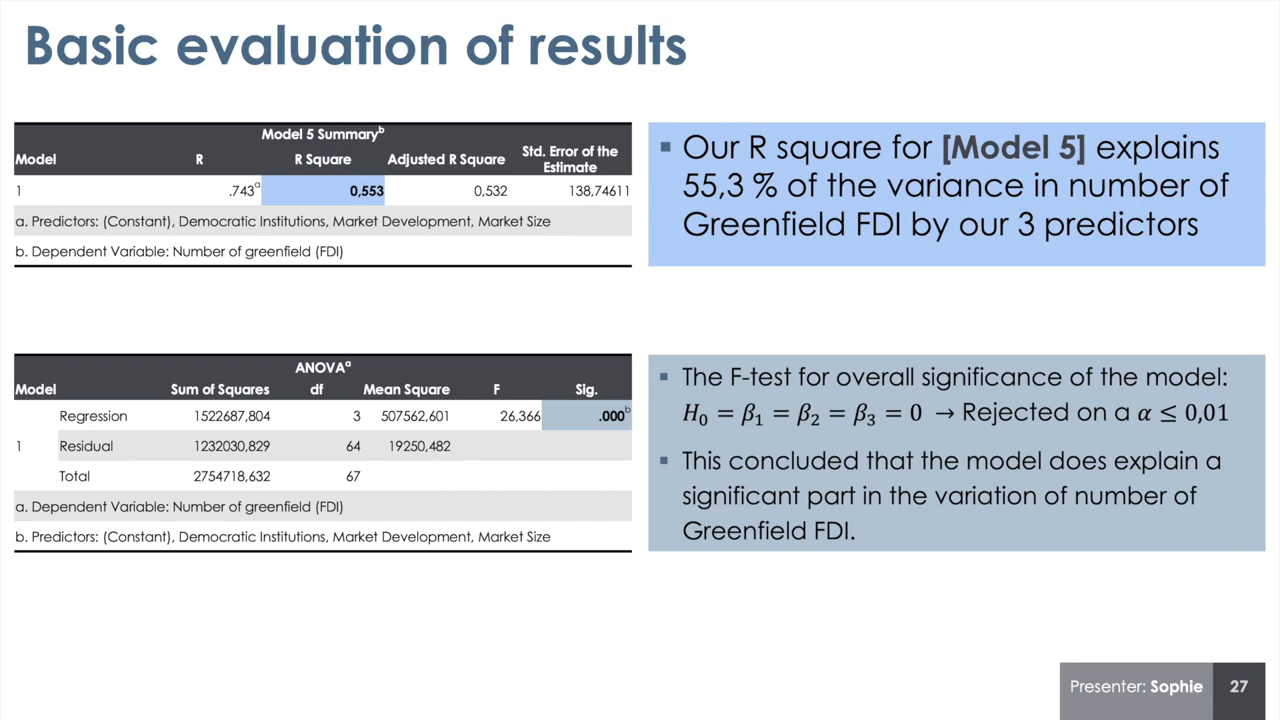 Basic evaluation of results
Model 5 Summaryb
Model R R Square Adjusted R Square Std. Error of the Estimate
1 .743a 0,553 0,532 138,74611
a. Predictors: (Constant), Democratic Institutions, Market Development, Market Size
b. Dependent Variable: Number of greenfield (FDI)
▪ Our R square for [Model 5] explains
55,3 % of the variance in number of
Greenfield FDI by our 3 predictors
ANOVAa
Model Sum of Squares df Mean Square F Sig.
Regression 1522687,804 3 507562,601 26,366 .000b
1 Residual 1232030,829 64 19250,482
Total 2754718,632 67
a. Dependent Variable: Number of greenfield (FDI)
b. Predictors: (Constant), Democratic Institutions, Market Development, Market Size
▪ The F-test for overall significance of the model:
H0 = β1 = β2 = β3 = 0 → Rejected on a α ≤ 0,01
▪ This concluded that the model does explain a
significant part in the variation of number of
Greenfield FDI.
Presenter: Sophie 27